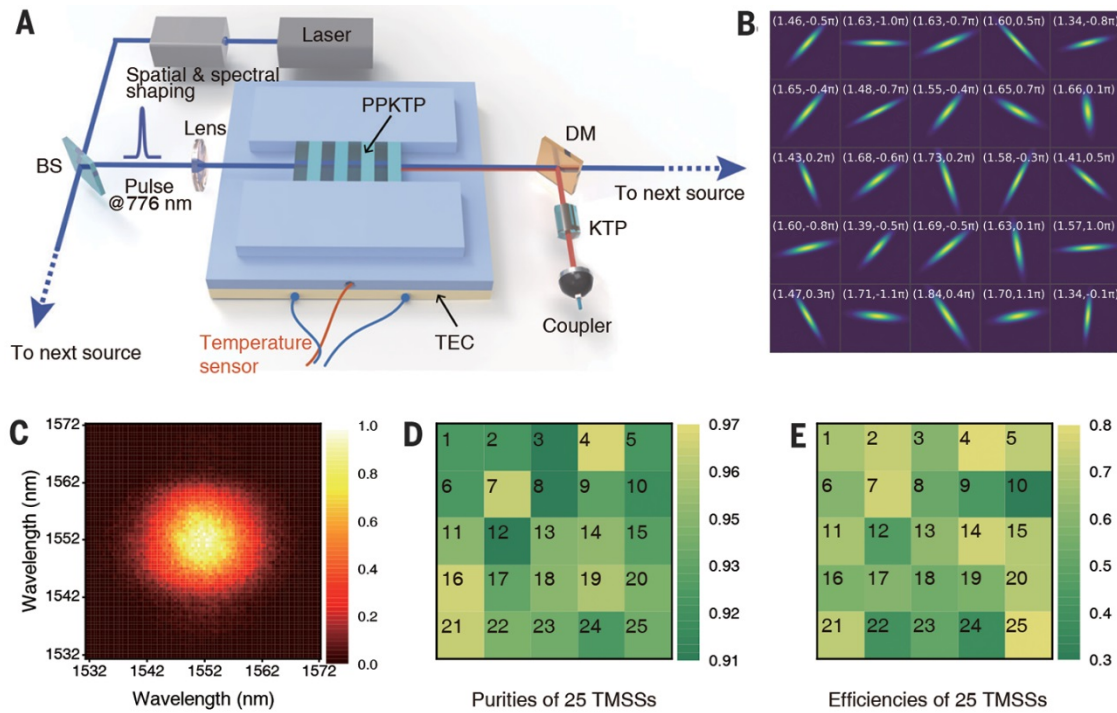 A
Laser
Spatial & spectral
shaping
PPKTP
Lens
DM
BS
Pulse
@776 nm
To next source
KTP
Coupler
To next source
Temperature
sensor
TEC
B
(1.46,-0.5π) (1.63,-1.0π) (1.63,-0.7π) (1.60,0.5π) (1.34,-0.8π)
(1.65,-0.4π) (1.48,-0.7π) (1.55,-0.4π) (1.65,0.7π) (1.66,0.1π)
(1.43,0.2π) (1.68,-0.6π) (1.73,0.2π) (1.58,-0.3π) (1.41,0.5π)
(1.60,-0.8π) (1.39,-0.5π) (1.69,-0.5π) (1.63,0.1π) (1.57,1.0π)
(1.47,0.3π) (1.71,-1.1π) (1.84,0.4π) (1.70,1.1π) (1.34,-0.1π)
C
Wavelength (nm)
1572
1562
1552
1542
1532
1532 1542 1552 1562 1572
Wavelength (nm)
1.0
0.8
0.6
0.4
0.2
0.0
D
1 2 3 4 5
6 7 8 9 10
11 12 13 14 15
16 17 18 19 20
21 22 23 24 25
0.97
0.96
0.95
0.94
0.93
0.92
0.91
Purities of 25 TMSSs
E
1 2 3 4 5
6 7 8 9 10
11 12 13 14 15
16 17 18 19 20
21 22 23 24 25
0.8
0.7
0.6
0.5
0.4
0.3
Efficiencies of 25 TMSSs